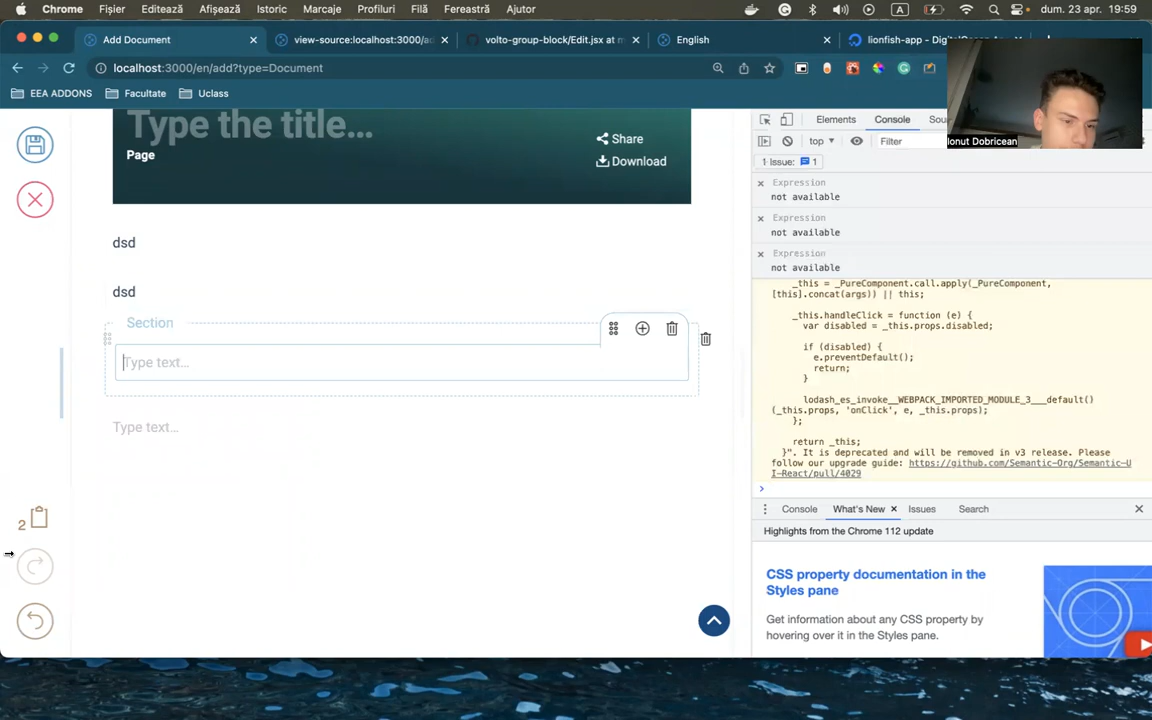 Chrome Fișier Editează Afișează Istoric Marcaje Profiluri Filă Fereastră Ajutor A dum. 23 apr. 19:59
Add Document
view-source:localhost:3000/ad
volto-group-block/Edit.jsx at m
English
lionfish-app - DigitalOcean
localhost:3000/en/add?type=Document
EEA ADDONS Facultate Uclass
Ionut Dobricean
Type the title...
Page
Share
Download
dsd
dsd
Section
Type text...
Type text...
2
Elements Console
top Filter
1 Issue: 1
Expression
not available
Expression
not available
Expression
not available
_this = _PureComponent.call.apply(_PureComponent,
[this].concat(args)) || this;
_this.handleClick = function (e) {
var disabled = _this.props.disabled;
if (disabled) {
e.preventDefault();
return;
}
lodash_es_invoke__WEBPACK_IMPORTED_MODULE_3___default()
(_this.props, 'onClick', e, _this.props);
};
return _this;
}". It is deprecated and will be removed in v3 release. Please
follow our upgrade guide: https://github.com/Semantic-Org/Semantic-U
I-React/pull/4029
Console What's New Issues Search
Highlights from the Chrome 112 update
CSS property documentation in the
Styles pane
Get information about any CSS property by
hovering over it in the Styles pane.